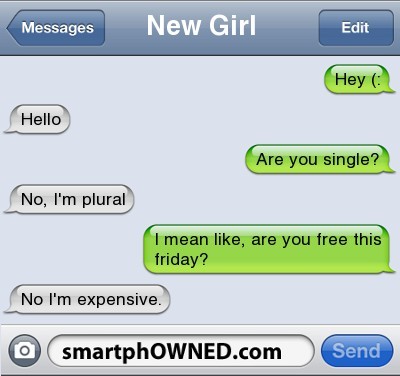 Messages New Girl Edit
Hey (:
Hello
Are you single?
No, I'm plural
I mean like, are you free this
friday?
No I'm expensive.
smartphOWNED.com Send